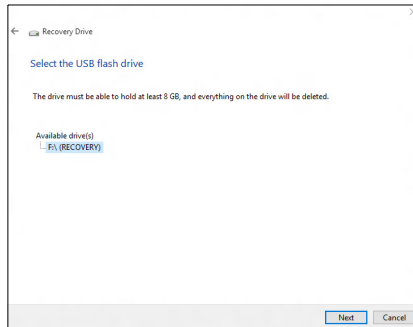 Recovery Drive
Select the USB flash drive
The drive must be able to hold at least 8 GB, and everything on the drive will be deleted.
Available drive(s)
F:\ (RECOVERY)
Next Cancel